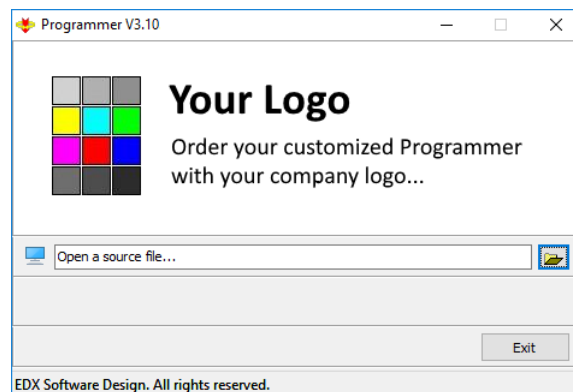 Programmer V3.10
Your Logo
Order your customized Programmer
with your company logo...
Open a source file...
Exit
EDX Software Design. All rights reserved.